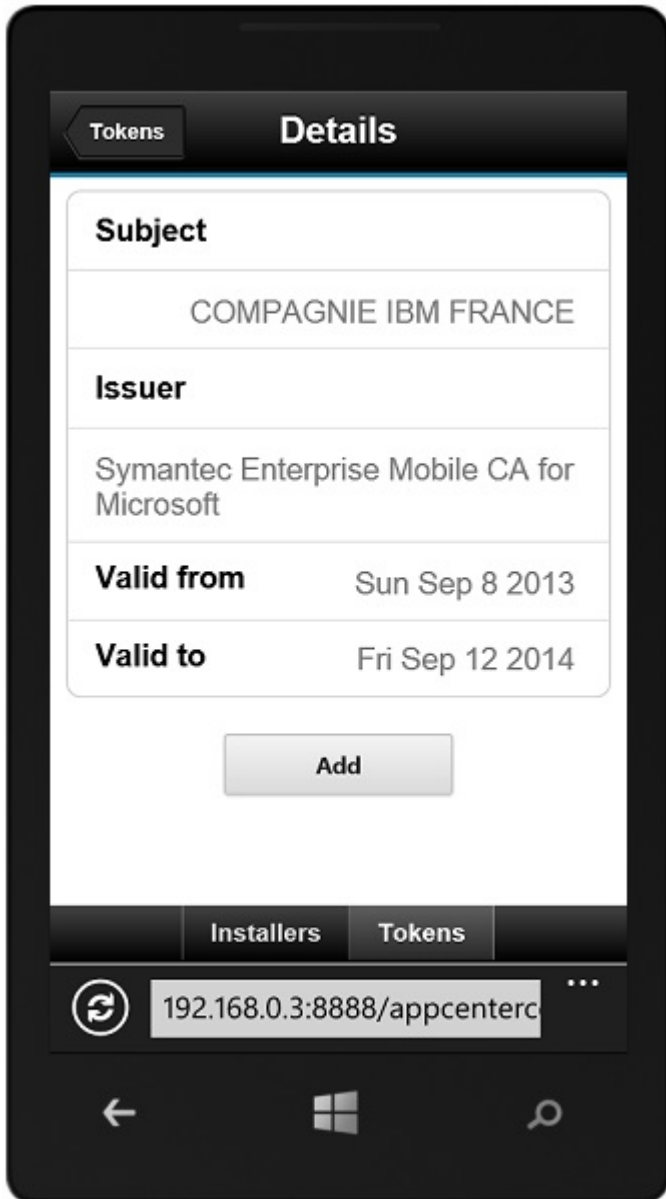 Tokens
Details
Subject
COMPAGNIE IBM FRANCE
Issuer
Symantec Enterprise Mobile CA for
Microsoft
Valid from Sun Sep 8 2013
Valid to Fri Sep 12 2014
Add
Installers Tokens
192.168.0.3:8888/appcenterc